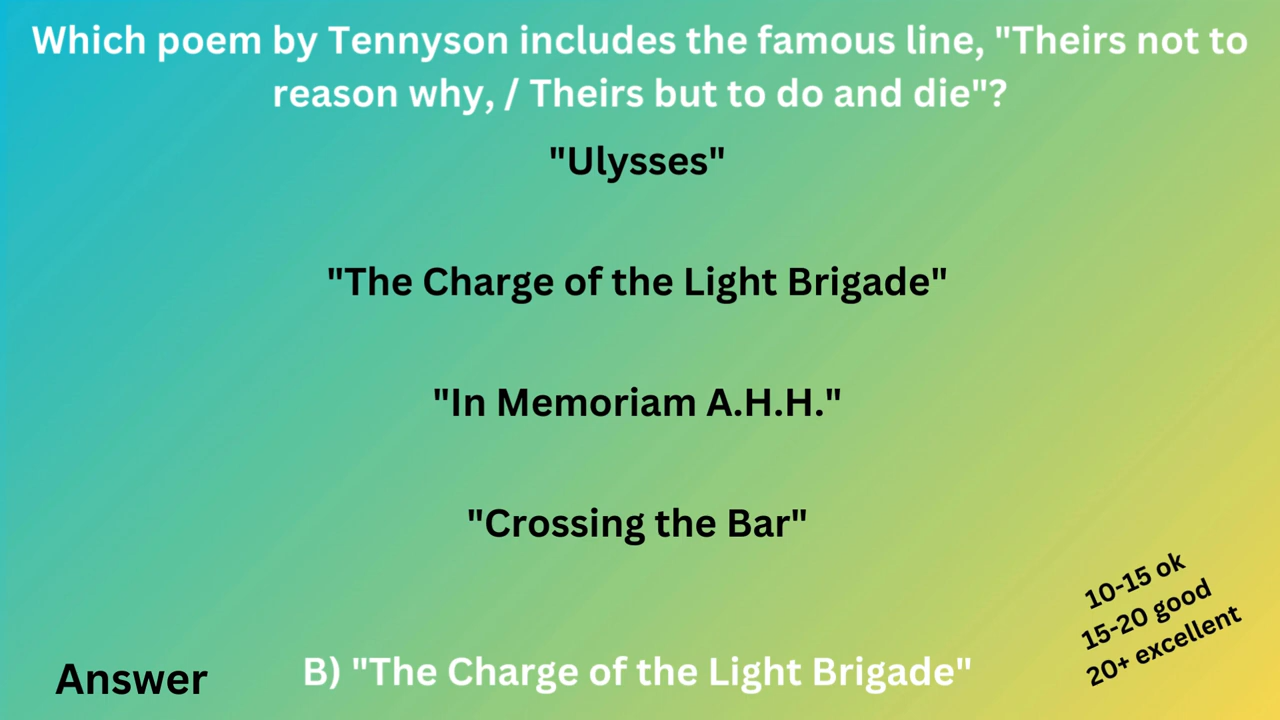 Which poem by Tennyson includes the famous line, "Theirs not to
reason why, / Theirs but to do and die"?
"Ulysses"
"The Charge of the Light Brigade"
"In Memoriam A.H.H."
"Crossing the Bar"
10-15 ok
15-20 good
20+ excellent
Answer
B) "The Charge of the Light Brigade"